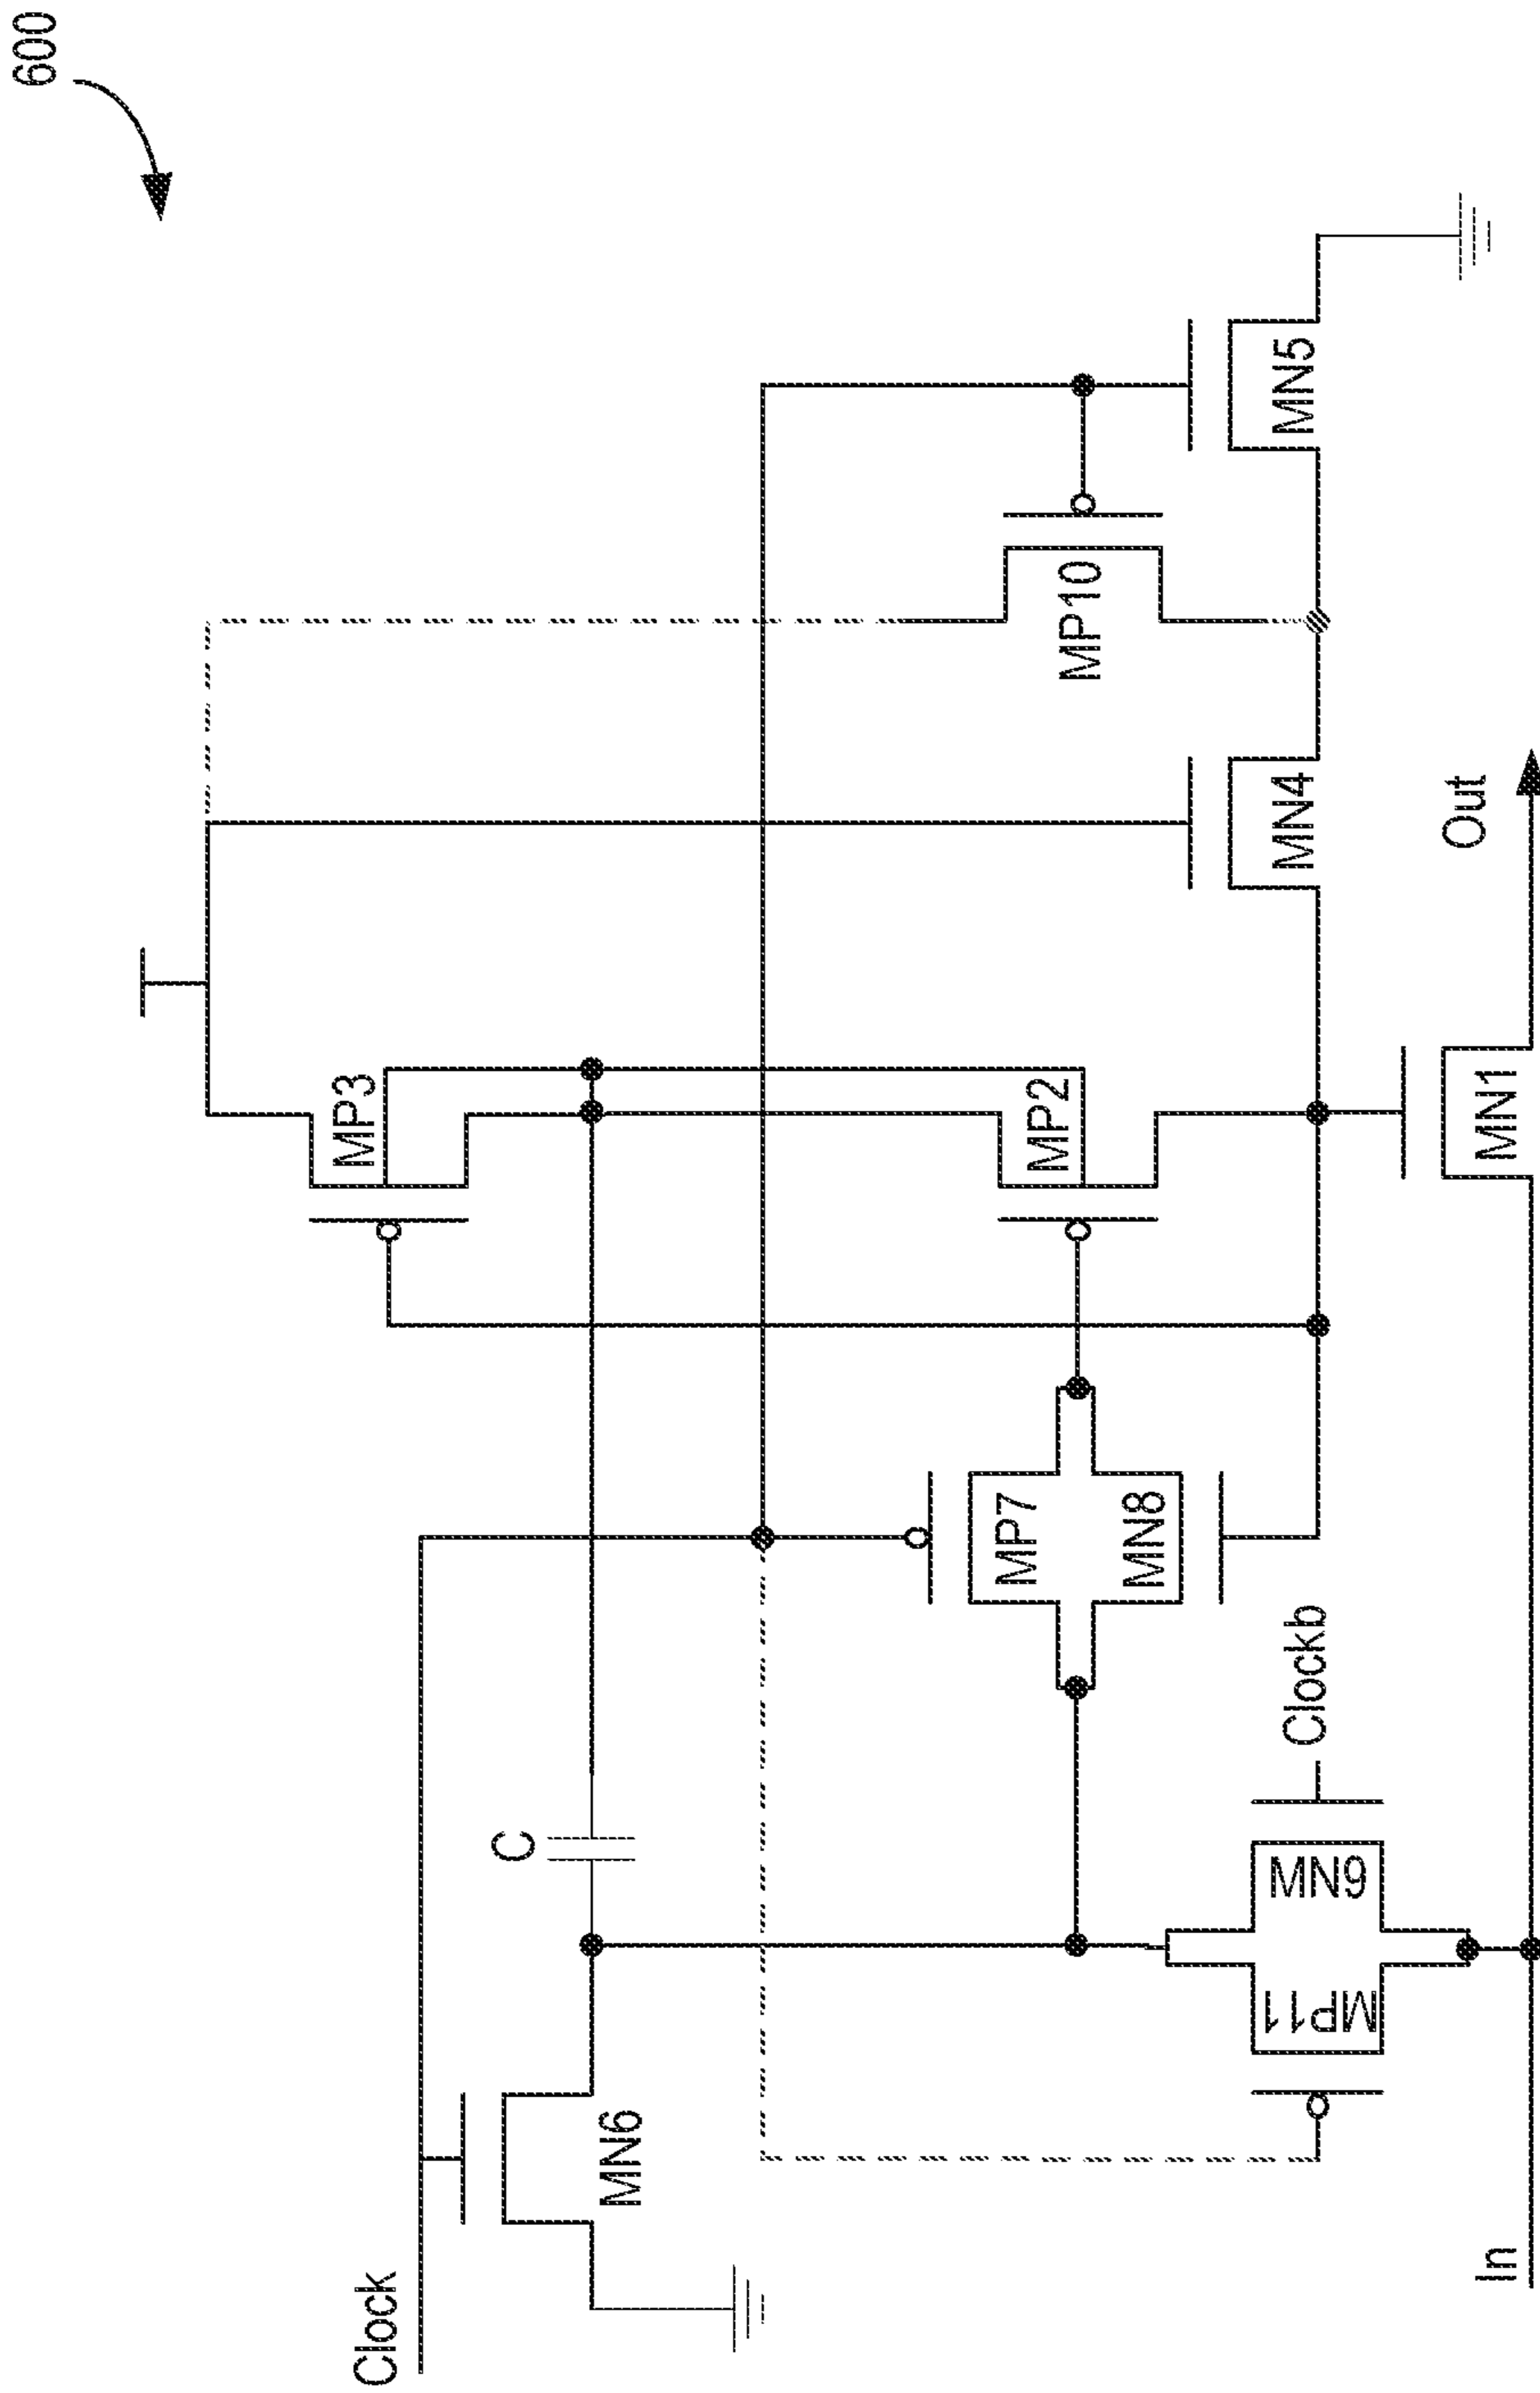 600
Clock
MN6
C
MP3
MP2
MP10
MP7
MN8
MN4
MN5
MP11
MN9
Clockb
MN1
In
Out